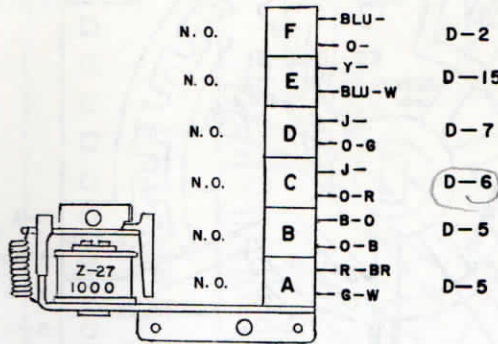 N. O. F BLU- O- D-2
N. O. E Y- BLU-W D-15
N. O. D J- O-G D-7
N. O. C J- O-R D-6
N. O. B B-O O-B D-5
N. O. A R-BR G-W D-5
Z-27
1000